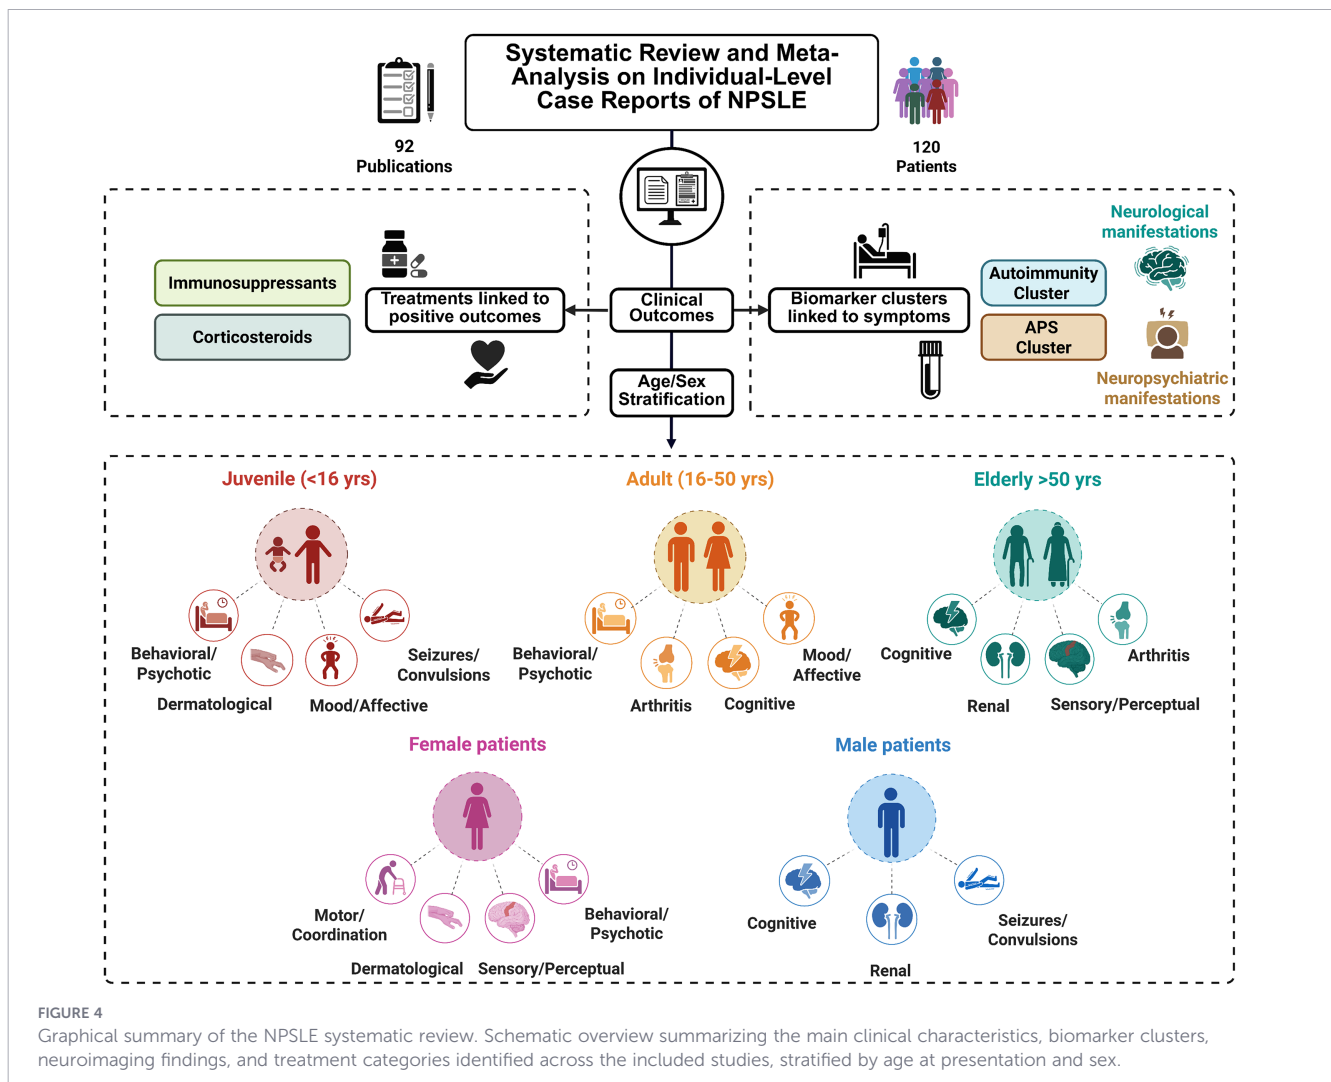 Systematic Review and Meta-
Analysis on Individual-Level
Case Reports of NPSLE
92
Publications
120
Patients
Immunosuppressants
Corticosteroids
Treatments linked to
positive outcomes
Clinical
Outcomes
Age/Sex
Stratification
Biomarker clusters
linked to symptoms
Autoimmunity
Cluster
APS
Cluster
Neurological
manifestations
Neuropsychiatric
manifestations
Juvenile (<16 yrs)
Behavioral/
Psychotic
Dermatological
Mood/Affective
Seizures/
Convulsions
Adult (16-50 yrs)
Behavioral/
Psychotic
Arthritis
Cognitive
Mood/
Affective
Elderly >50 yrs
Cognitive
Renal
Sensory/Perceptual
Arthritis
Female patients
Motor/
Coordination
Dermatological
Sensory/Perceptual
Behavioral/
Psychotic
Male patients
Cognitive
Renal
Seizures/
Convulsions
FIGURE 4
Graphical summary of the NPSLE systematic review. Schematic overview summarizing the main clinical characteristics, biomarker clusters,
neuroimaging findings, and treatment categories identified across the included studies, stratified by age at presentation and sex.